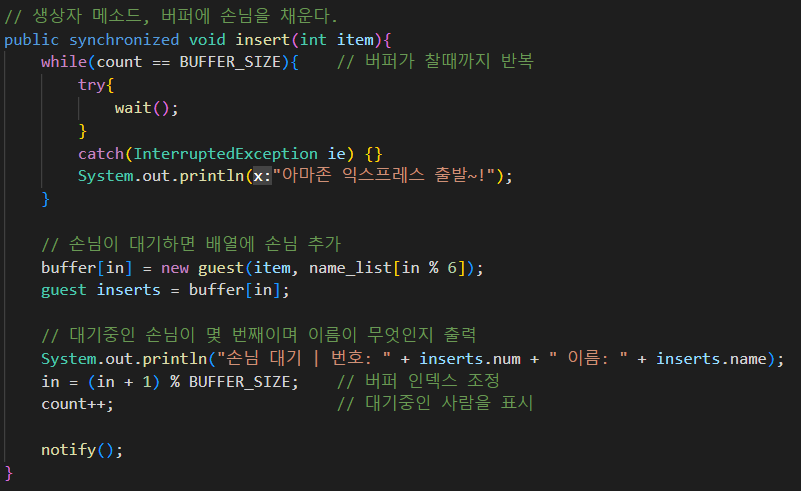 // 생상자 메소드, 버퍼에 손님을 채운다.
public synchronized void insert(int item){
while(count == BUFFER_SIZE){ // 버퍼가 찰때까지 반복
try{
wait();
}
catch(InterruptedException ie) {}
System.out.println(x:"아마존 익스프레스 출발~!");
}
// 손님이 대기하면 배열에 손님 추가
buffer[in] = new guest(item, name_list[in % 6]);
guest inserts = buffer[in];
// 대기중인 손님이 몇 번째이며 이름이 무엇인지 출력
System.out.println("손님 대기 | 번호: " + inserts.num + " 이름: " + inserts.name);
in = (in + 1) % BUFFER_SIZE; // 버퍼 인덱스 조정
count++; // 대기중인 사람을 표시
notify();
}